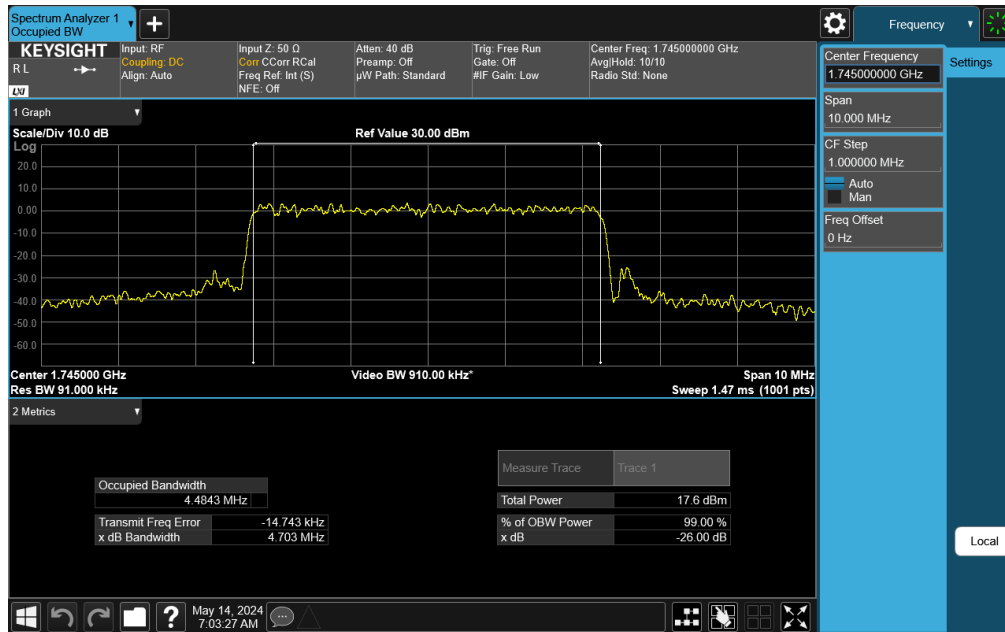 Spectrum Analyzer 1
Occupied BW
Frequency
KEYSIGHT
R L
LXI
Input: RF
Coupling: DC
Align: Auto
Input Z: 50 Ω
Corr CCorr RCal
Freq Ref: Int (S)
NFE: Off
Atten: 40 dB
Preamp: Off
µW Path: Standard
Trig: Free Run
Gate: Off
#IF Gain: Low
Center Freq: 1.745000000 GHz
Avg|Hold: 10/10
Radio Std: None
Center Frequency
1.745000000 GHz
Settings
Span
10.000 MHz
CF Step
1.000000 MHz
Auto
Man
Freq Offset
0 Hz
Local
1 Graph
Scale/Div 10.0 dB
Ref Value 30.00 dBm
Log
20.0
10.0
0.00
-10.0
-20.0
-30.0
-40.0
-50.0
-60.0
Center 1.745000 GHz
Video BW 910.00 kHz*
Span 10 MHz
Res BW 91.000 kHz
Sweep 1.47 ms (1001 pts)
2 Metrics
Measure Trace
Trace 1
Occupied Bandwidth
4.4843 MHz
Total Power
17.6 dBm
Transmit Freq Error
-14.743 kHz
% of OBW Power
99.00 %
x dB Bandwidth
4.703 MHz
x dB
-26.00 dB
May 14, 2024
7:03:27 AM